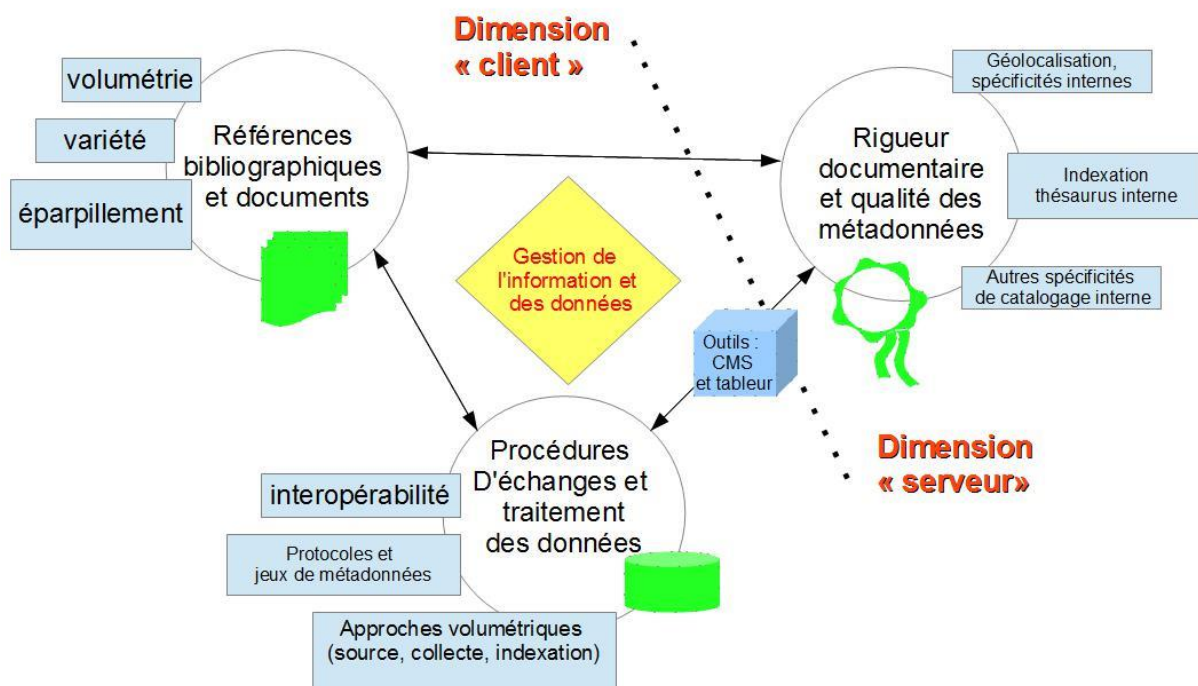 Dimension
« client »
volumétrie
variété
éparpillement
Références
bibliographiques
et documents
Géolocalisation,
spécificités internes
Rigueur
documentaire
et qualité des
métadonnées
Indexation
thésaurus interne
Autres spécificités
de catalogage interne
Gestion de
l'information et
des données
Outils :
CMS
et tableur
Dimension
« serveur»
Procédures
D'échanges et
traitement
des données
interopérabilité
Protocoles et
jeux de métadonnées
Approches volumétriques
(source, collecte, indexation)